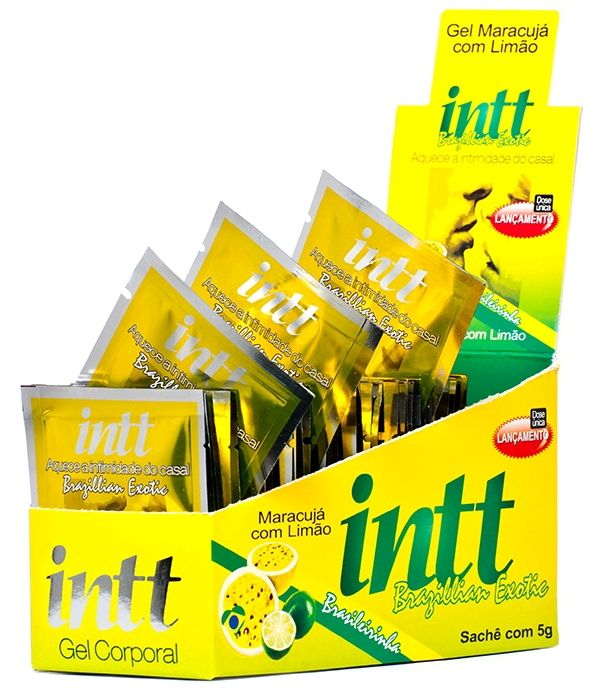 Gel Maracujá
com Limão
intt
Brazillian Exotic
Aquece a intimidade do casal
Dose
única
LANÇAMENTO
com Limão
intt
Aquece a intimidade do casal
Brazillian Exotic
intt
Aquece a intimidade do casal
Brazillian Exotic
intt
Aquece a intimidade do casal
Brazillian Exotic
intt
Aquece a intimidade do casal
Brazillian Exotic
Dose
única
LANÇAMENTO
Maracujá
com Limão
intt
Brazillian Exotic
Brasileirinha
Sachê com 5g
intt
Gel Corporal